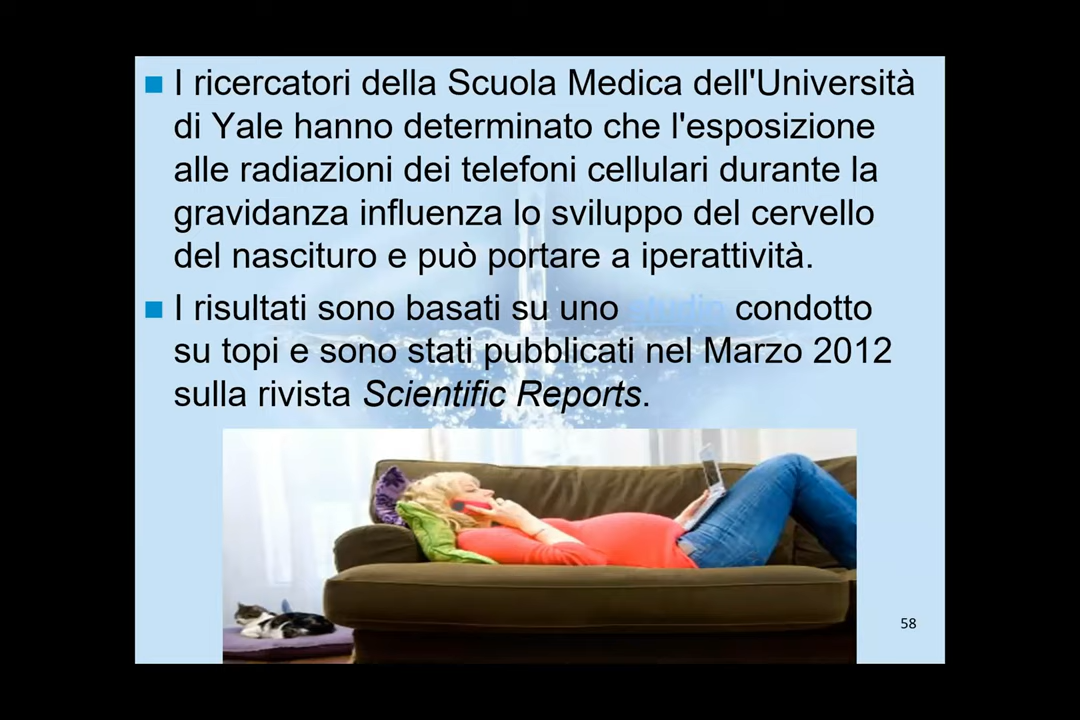 I ricercatori della Scuola Medica dell'Università
di Yale hanno determinato che l'esposizione
alle radiazioni dei telefoni cellulari durante la
gravidanza influenza lo sviluppo del cervello
del nascituro e può portare a iperattività.
I risultati sono basati su uno studio condotto
su topi e sono stati pubblicati nel Marzo 2012
sulla rivista Scientific Reports.
58